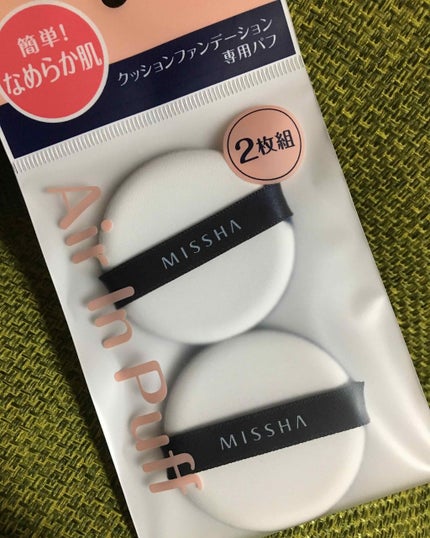 簡単!
なめらか肌
クッションファンデーション
専用パフ
2枚組
Air In Puff
MISSHA
MISSHA